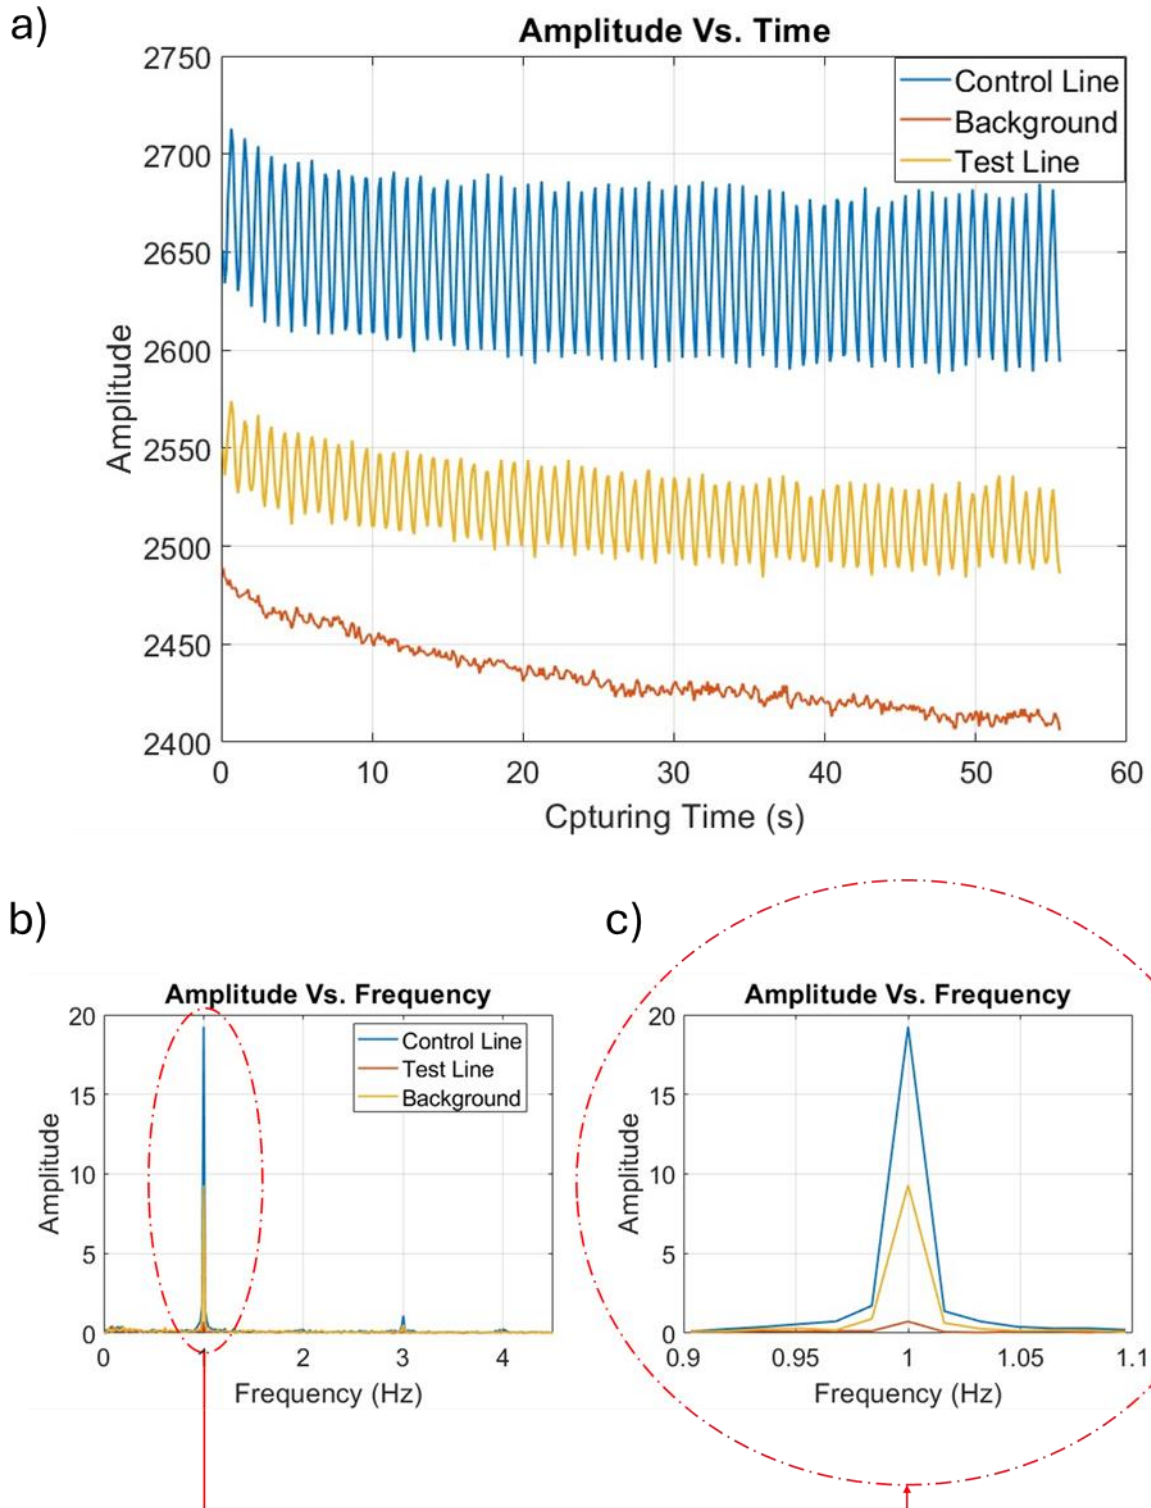 a)
Amplitude Vs. Time
2750
2700
2650
2600
2550
2500
2450
2400
Amplitude
Control Line
Background
Test Line
0 10 20 30 40 50 60
Cpturing Time (s)
b)
Amplitude Vs. Frequency
20
15
10
5
0
Amplitude
Control Line
Test Line
Background
0 1 2 3 4
Frequency (Hz)
c)
Amplitude Vs. Frequency
20
15
10
5
0
Amplitude
0.9 0.95 1 1.05 1.1
Frequency (Hz)